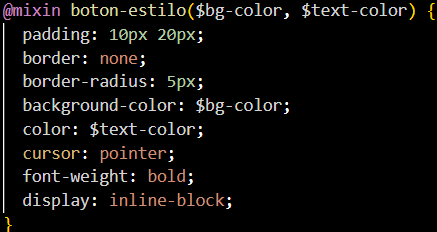 @mixin boton-estilo($bg-color, $text-color) {
  padding: 10px 20px;
  border: none;
  border-radius: 5px;
  background-color: $bg-color;
  color: $text-color;
  cursor: pointer;
  font-weight: bold;
  display: inline-block;
}